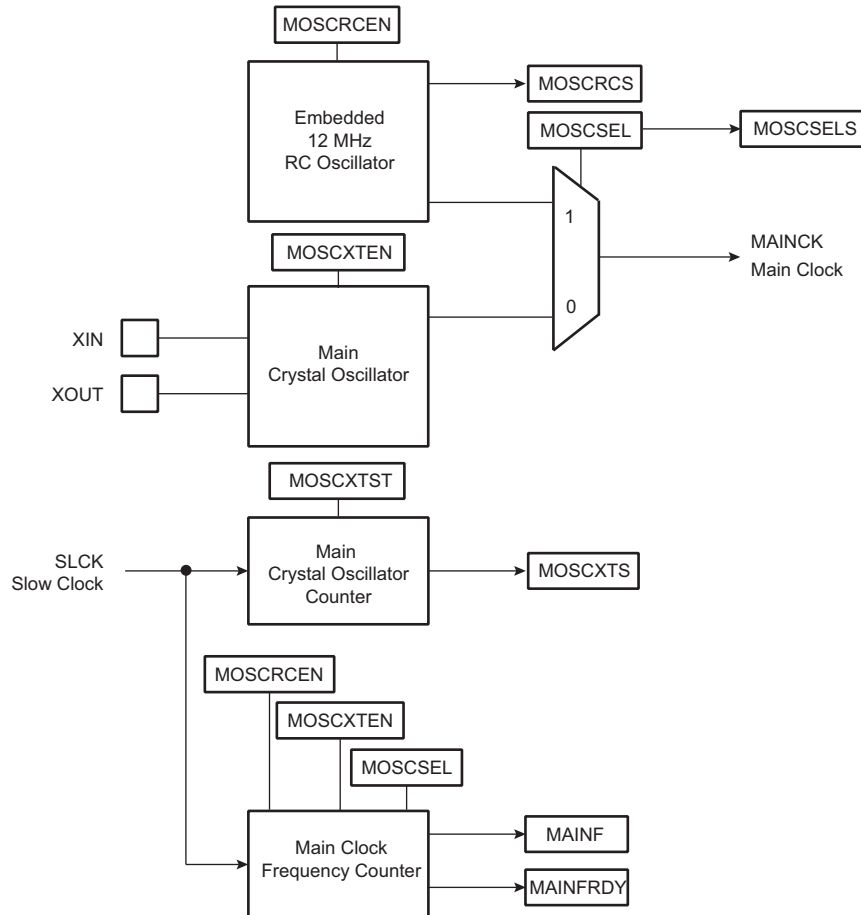 MOSCRCEN
Embedded
12 MHz
RC Oscillator
MOSCRCS
MOSCSEL
MOSCSELS
1
0
MAINCK
Main Clock
MOSCXTEN
XIN
XOUT
Main
Crystal Oscillator
MOSCXTST
SLCK
Slow Clock
Main
Crystal Oscillator
Counter
MOSCXTS
MOSCRCEN
MOSCXTEN
MOSCSEL
Main Clock
Frequency Counter
MAINF
MAINFRDY